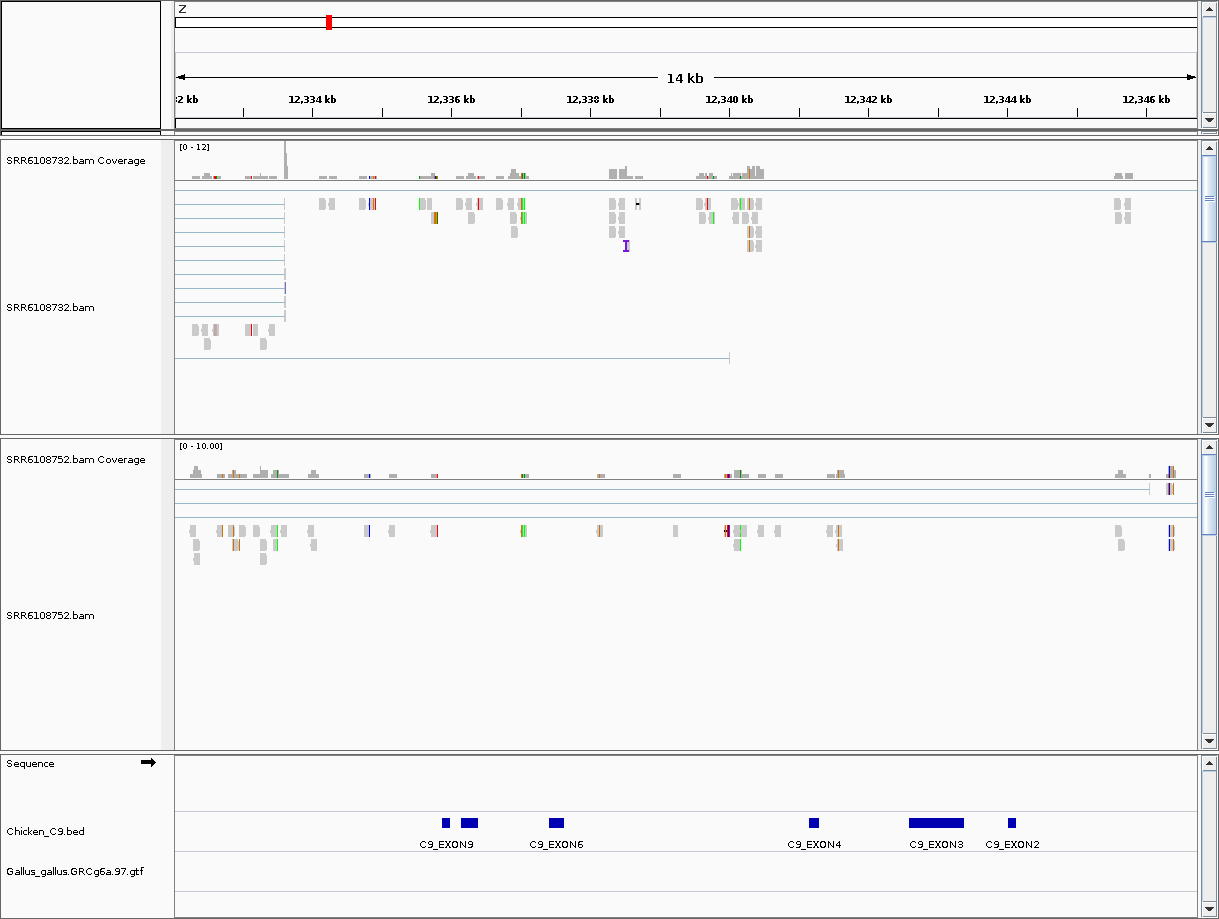 Z
14 kb
2 kb 12,334 kb 12,336 kb 12,338 kb 12,340 kb 12,342 kb 12,344 kb 12,346 kb
[0 - 12]
SRR6108732.bam Coverage
SRR6108732.bam
[0 - 10.00]
SRR6108752.bam Coverage
SRR6108752.bam
Sequence
Chicken_C9.bed
C9_EXON9 C9_EXON6 C9_EXON4 C9_EXON3 C9_EXON2
Gallus_gallus.GRCg6a.97.gtf